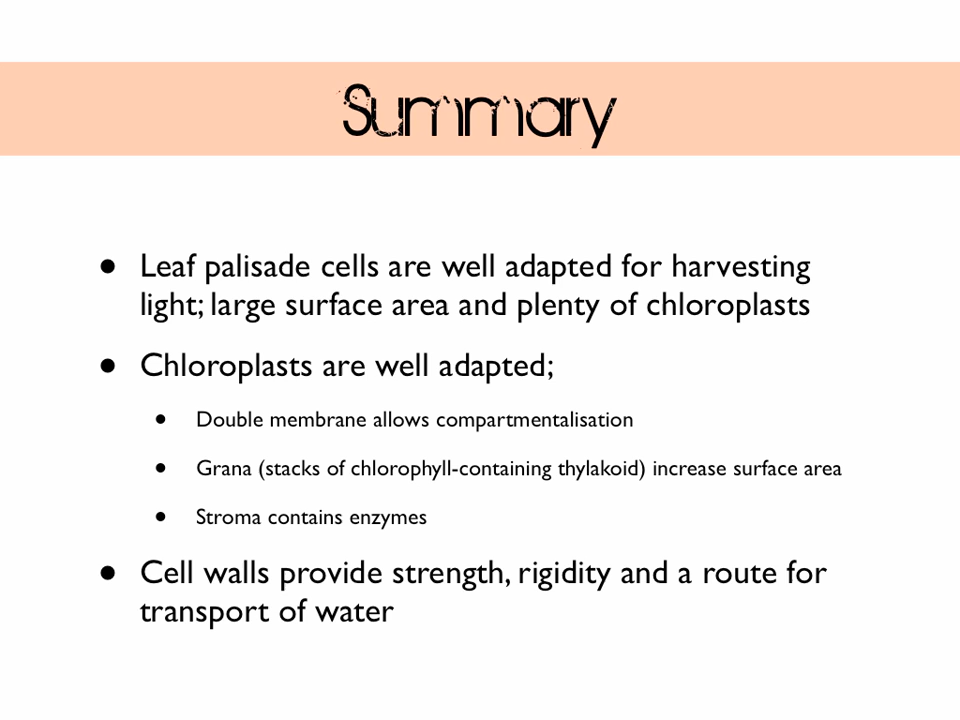 Summary
• Leaf palisade cells are well adapted for harvesting
light; large surface area and plenty of chloroplasts
• Chloroplasts are well adapted;
• Double membrane allows compartmentalisation
• Grana (stacks of chlorophyll-containing thylakoid) increase surface area
• Stroma contains enzymes
• Cell walls provide strength, rigidity and a route for
transport of water